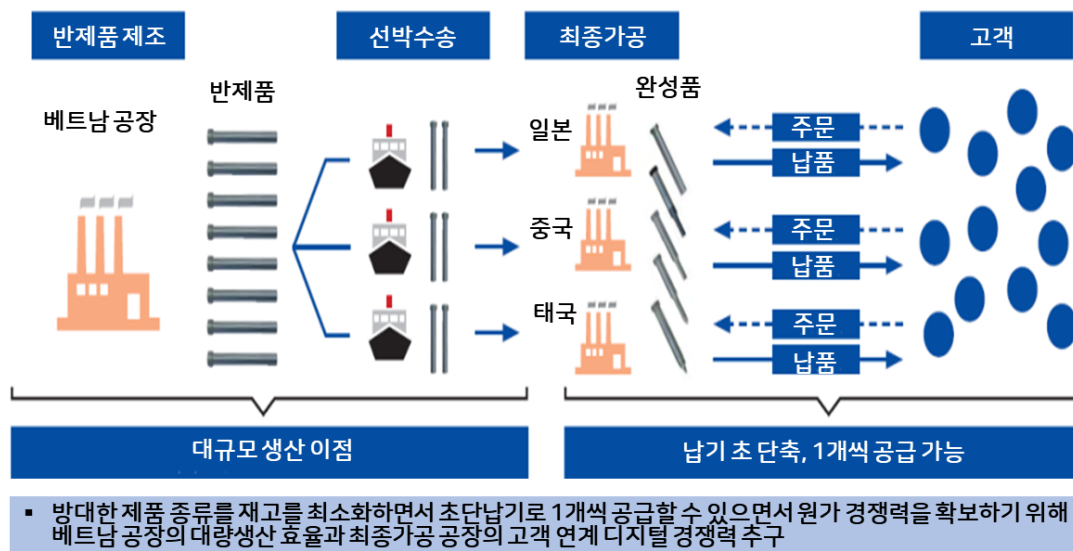 반제품 제조
선박수송
최종가공
고객
반제품
완성품
베트남 공장
일본
주문
납품
중국
주문
납품
태국
주문
납품
대규모 생산 이점
납기 초 단축, 1개씩 공급 가능
▪ 방대한 제품 종류를 재고를 최소화하면서 초단납기로 1개씩 공급할 수 있으면서 원가 경쟁력을 확보하기 위해
베트남 공장의 대량생산 효율과 최종가공 공장의 고객 연계 디지털 경쟁력 추구